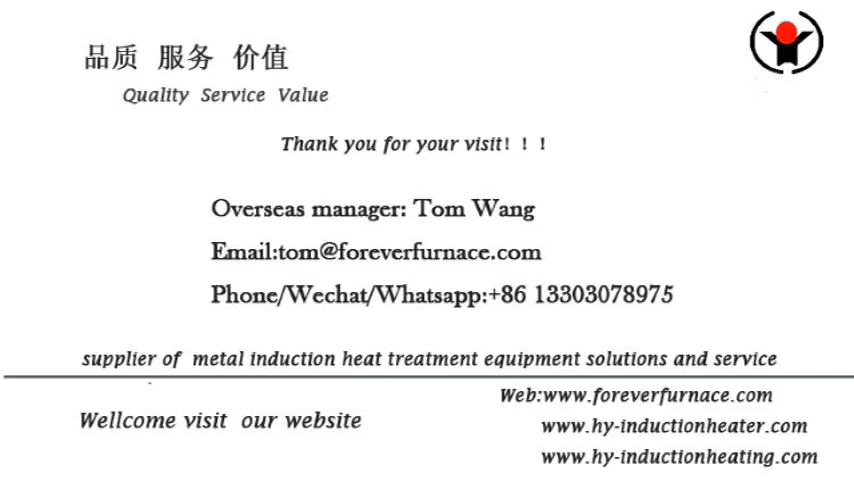 品质 服务 价值
Quality Service Value
Thank you for your visit！！！
Overseas manager: Tom Wang
Email:tom@foreverfurnace.com
Phone/Wechat/Whatsapp:+86 13303078975
supplier of metal induction heat treatment equipment solutions and service
Wellcome visit our website
Web:www.foreverfurnace.com
www.hy-inductionheater.com
www.hy-inductionheating.com